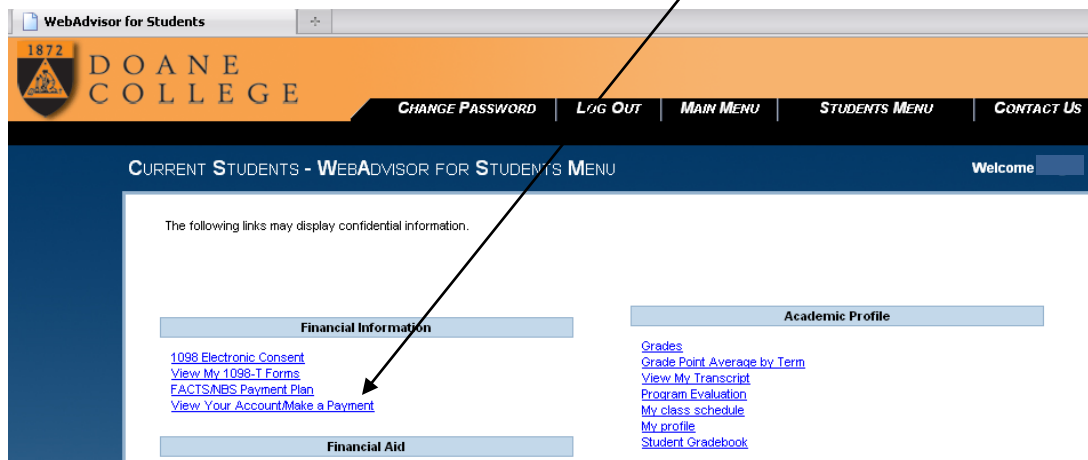 WebAdvisor for Students
1872
DOANE
COLLEGE
CHANGE PASSWORD LOG OUT MAIN MENU STUDENTS MENU CONTACT US
CURRENT STUDENTS - WEBADVISOR FOR STUDENTS MENU Welcome
The following links may display confidential information.
Financial Information
1098 Electronic Consent
View My 1098-T Forms
FACTS/NBS Payment Plan
View Your Account/Make a Payment
Financial Aid
Academic Profile
Grades
Grade Point Average by Term
View My Transcript
Program Evaluation
My class schedule
My profile
Student Gradebook